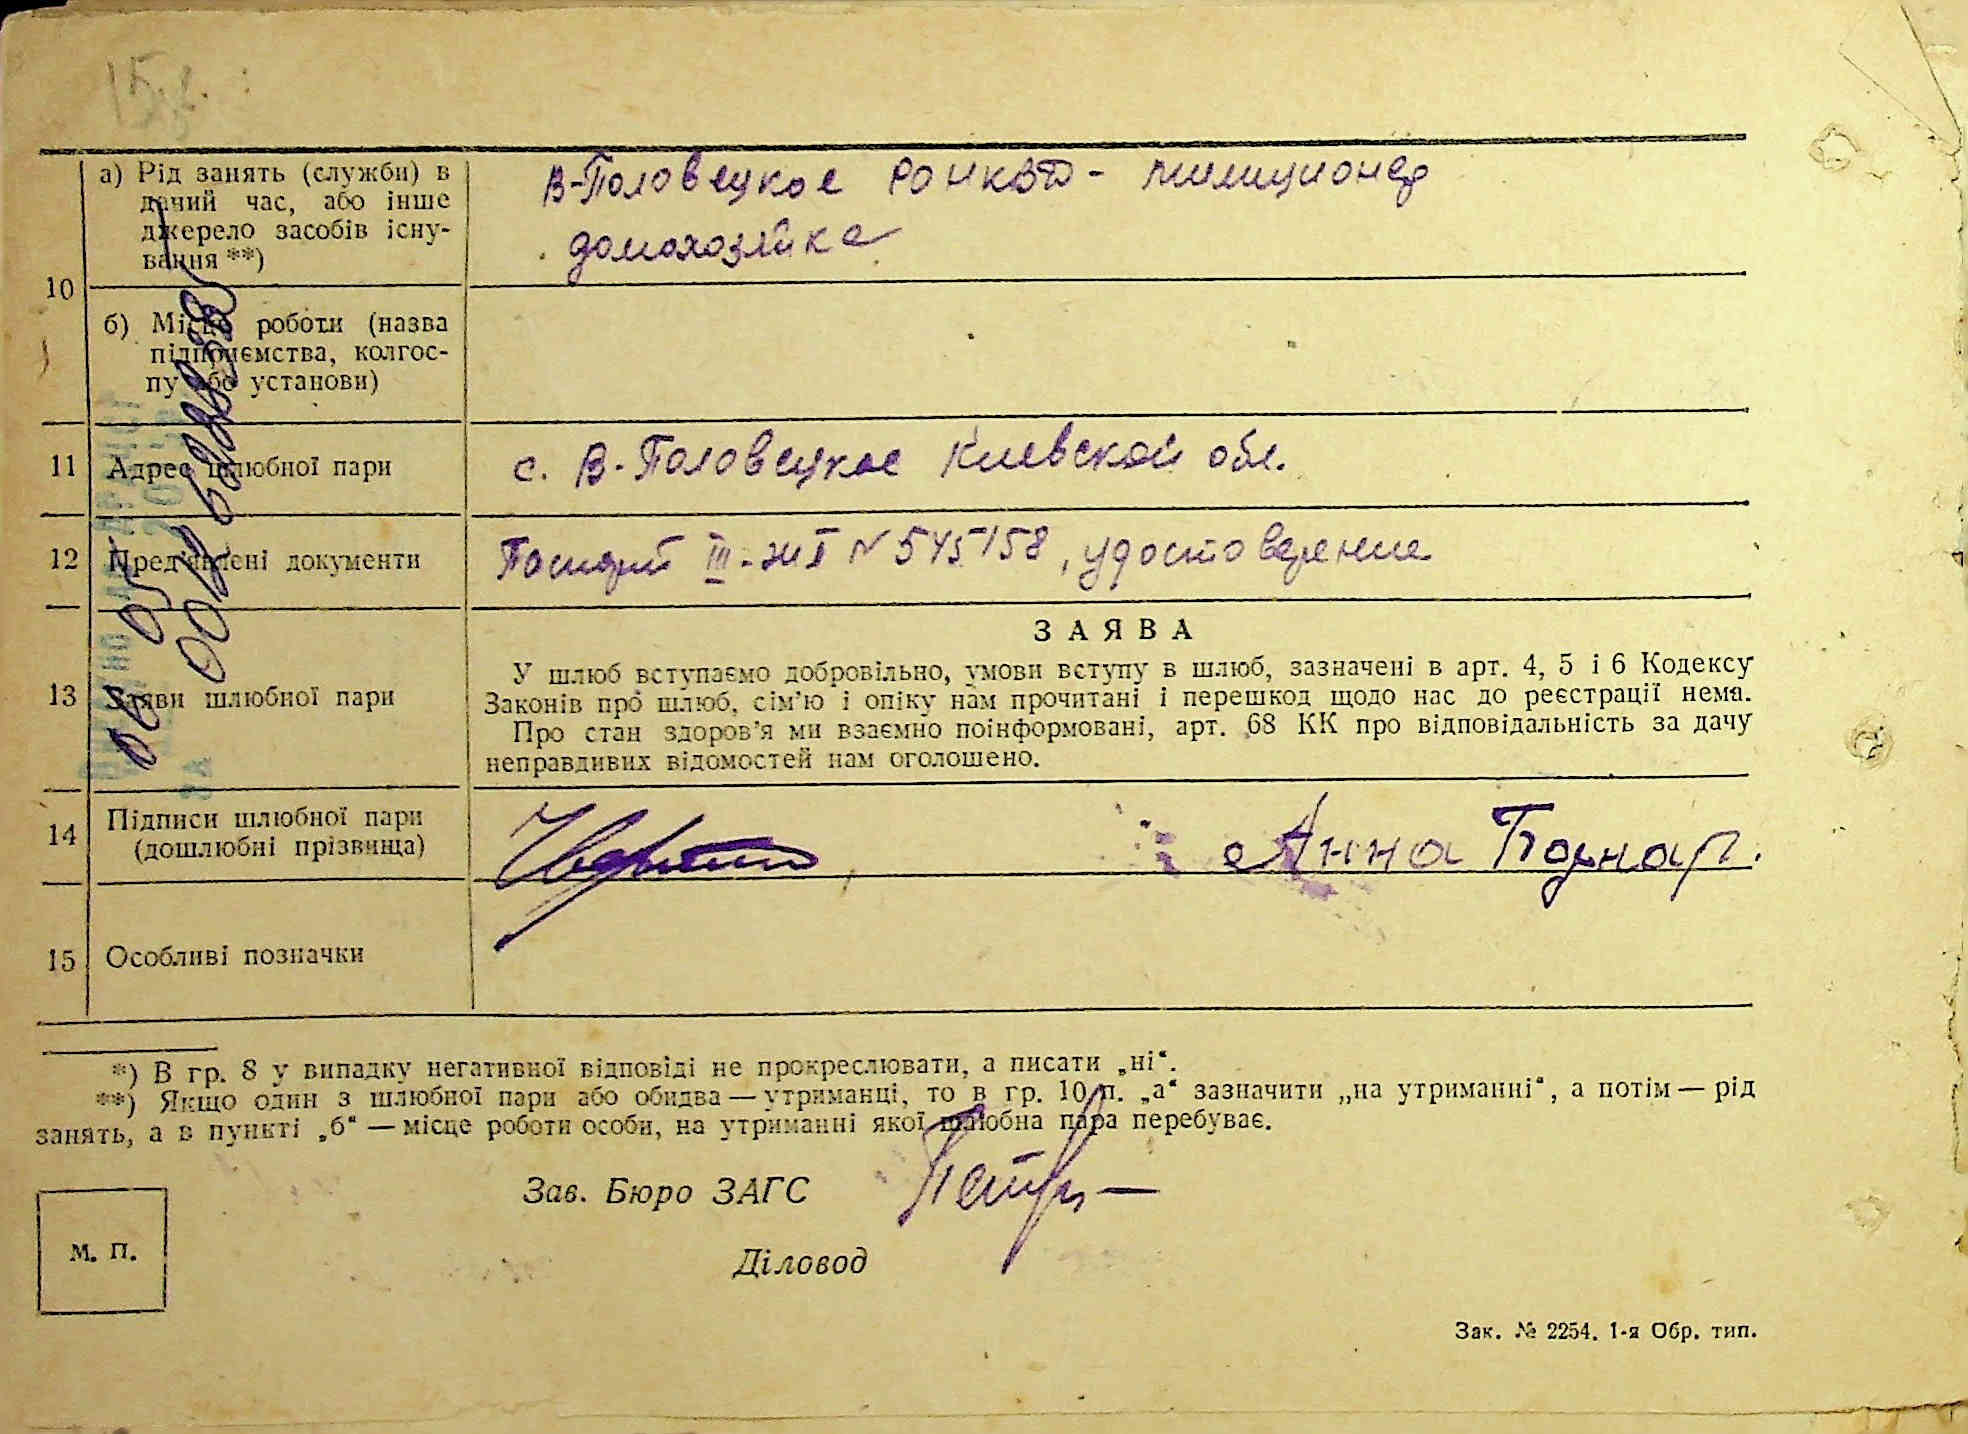 а) Рід занять (служби) в
даний час, або інше
джерело засобів існу-
вання **)
В-Половецкое - милиционер
домохозяйка
10
б) Місце роботи (назва
підприємства, колгос-
пу або установи)
11 Адрес шлюбної пари
с. В-Половецкое Киевской обл.
12 Пред'явлені документи
Паспорт III- № 545158, удостоверение
13 Заяви шлюбної пари
ЗАЯВА
У шлюб вступаємо добровільно, умови вступу в шлюб, зазначені в арт. 4, 5 і 6 Кодексу
Законів про шлюб, сім'ю і опіку нам прочитані і перешкод щодо нас до реєстрації нема.
Про стан здоров'я ми взаємно поінформовані, арт. 68 КК про відповідальність за дачу
неправдивих відомостей нам оголошено.
14 Підписи шлюбної пари
(дошлюбні прізвища)
Анна
15 Особливі позначки
*) В гр. 8 у випадку негативної відповіді не прокреслювати, а писати „ні“.
**) Якщо один з шлюбної пари або обидва — утриманці, то в гр. 10 п. „а“ зазначити „на утриманні“, а потім — рід
занять, а в пункті „б“ — місце роботи особи, на утриманні якої шлюбна пара перебуває.
Зав. Бюро ЗАГС
М. П.
Діловод
Зак. № 2254. 1-я Обр. тип.